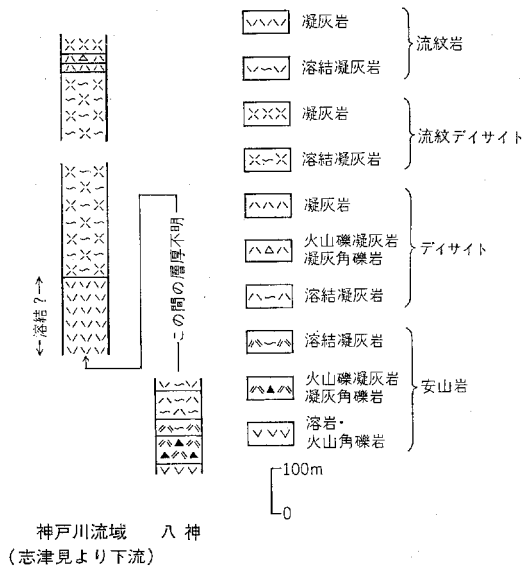 凝灰岩
溶結凝灰岩
流紋岩
凝灰岩
溶結凝灰岩
流紋デイサイト
凝灰岩
火山礫凝灰岩
凝灰角礫岩
溶結凝灰岩
デイサイト
溶結凝灰岩
火山礫凝灰岩
凝灰角礫岩
溶岩・
火山角礫岩
安山岩
←溶結?→
この間の層厚不明
100m
0
神戸川流域
(志津見より下流)
八神